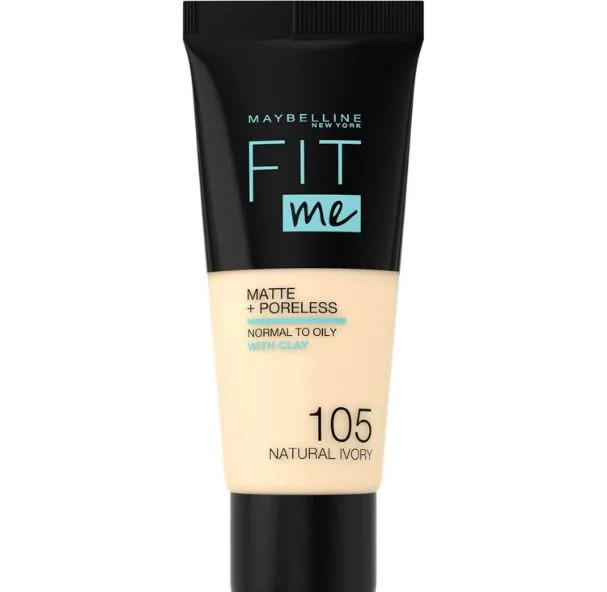 MAYBELLINE
NEW YORK
FIT
me
MATTE
+ PORELESS
NORMAL TO OILY
WITH CLAY
105
NATURAL IVORY